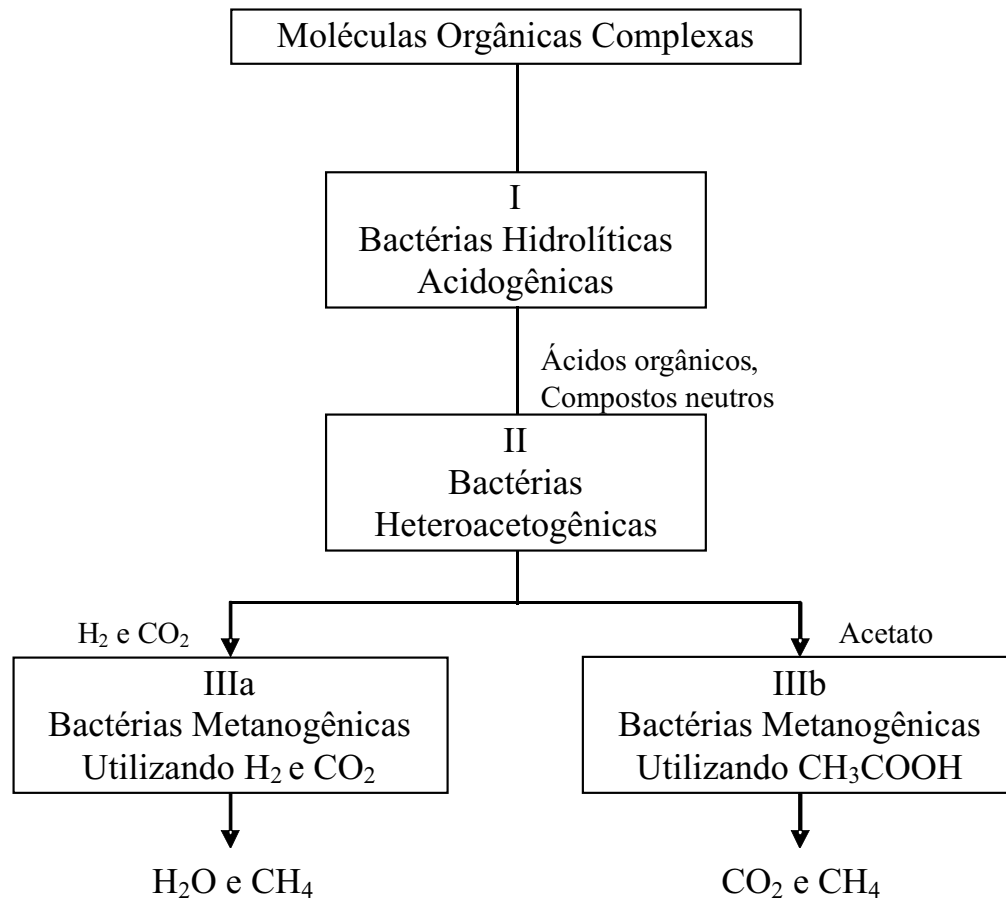 Moléculas Orgânicas Complexas
I
Bactérias Hidrolíticas
Acidogênicas
Ácidos orgânicos,
Compostos neutros
II
Bactérias
Heteroacetogênicas
H₂ e CO₂
Acetato
IIIa
Bactérias Metanogênicas
Utilizando H₂ e CO₂
IIIb
Bactérias Metanogênicas
Utilizando CH₃COOH
H₂O e CH₄
CO₂ e CH₄